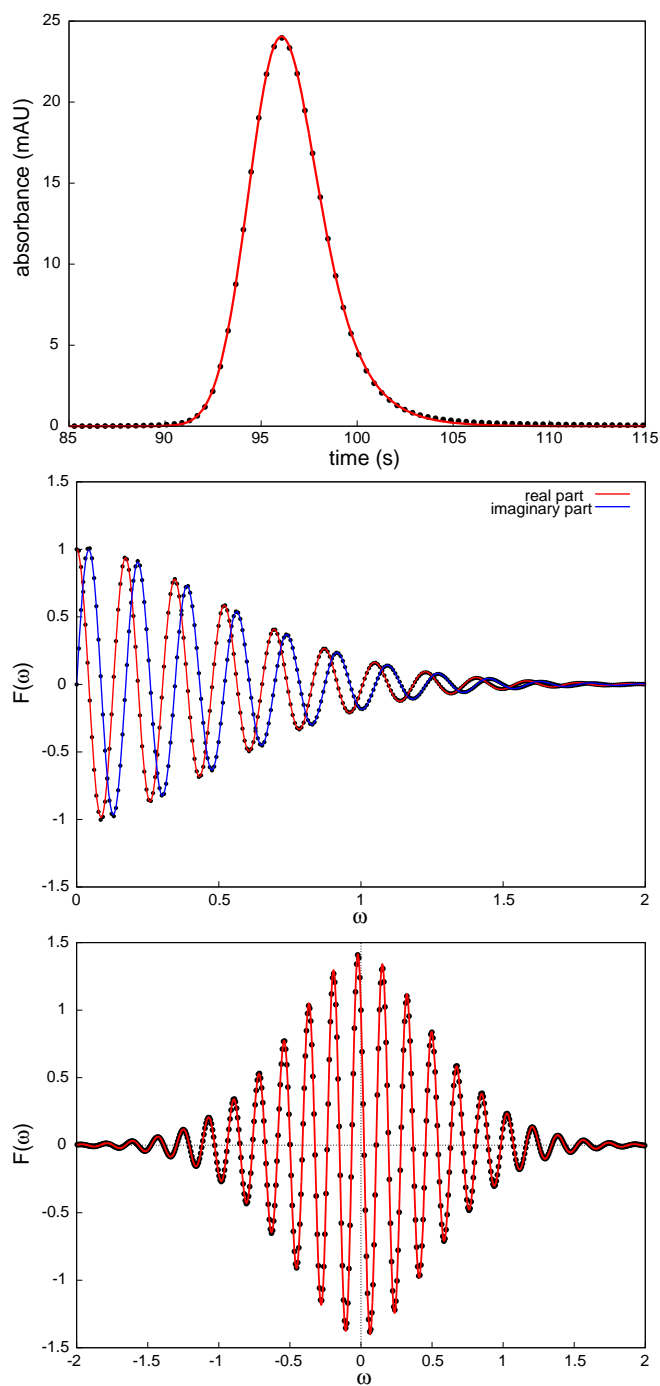 25
20
15
10
5
0
absorbance (mAU)
85 90 95 100 105 110 115
time (s)
1.5
1
0.5
0
-0.5
-1
-1.5
F(ω)
real part
imaginary part
0 0.5 1 1.5 2
ω
1.5
1
0.5
0
-0.5
-1
-1.5
F(ω)
-2 -1.5 -1 -0.5 0 0.5 1 1.5 2
ω